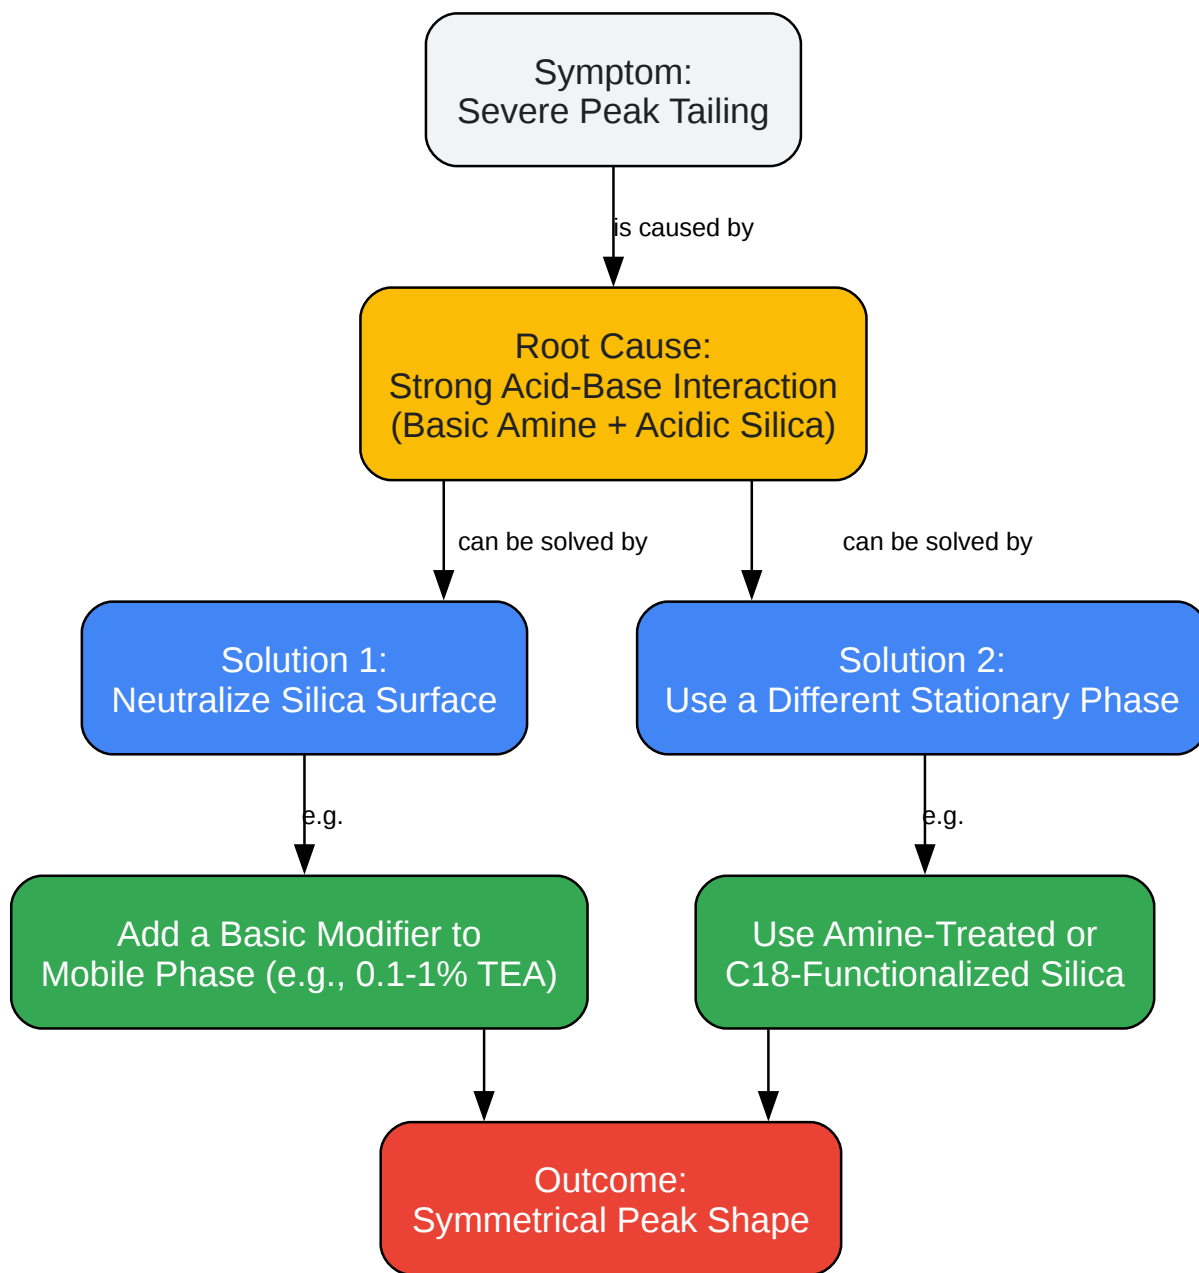 Symptom:
Severe Peak Tailing
is caused by
Root Cause:
Strong Acid-Base Interaction
(Basic Amine + Acidic Silica)
can be solved by
can be solved by
Solution 1:
Neutralize Silica Surface
Solution 2:
Use a Different Stationary Phase
e.g.
e.g.
Add a Basic Modifier to
Mobile Phase (e.g., 0.1-1% TEA)
Use Amine-Treated or
C18-Functionalized Silica
Outcome:
Symmetrical Peak Shape